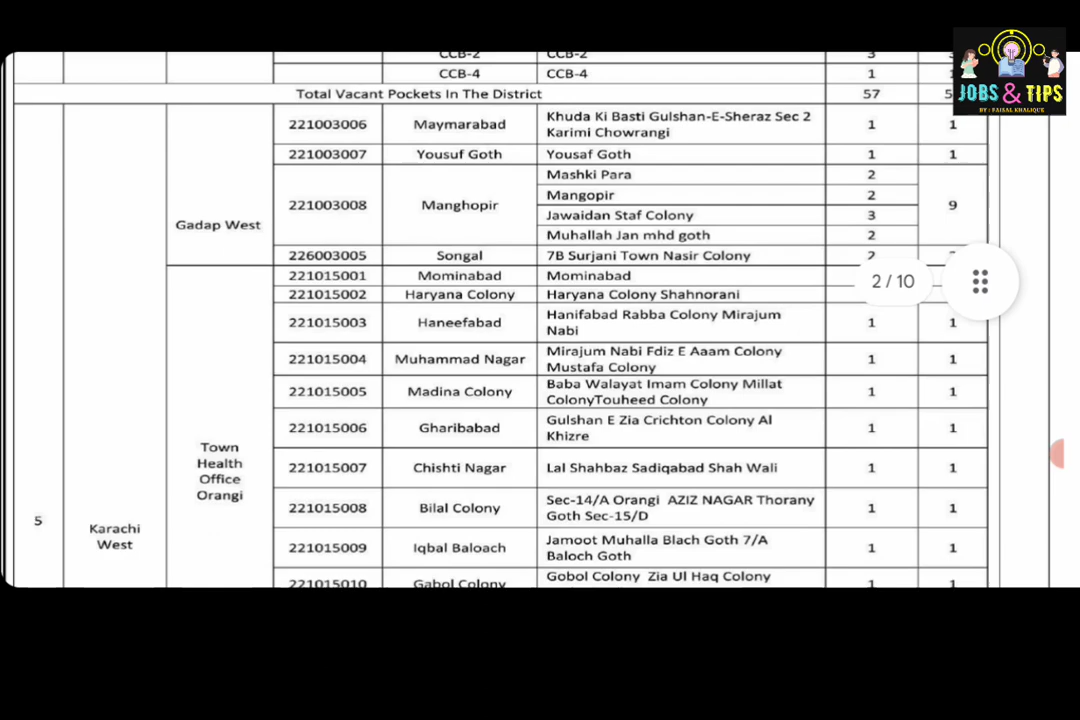 CCB-2 CCB-2 3
CCB-4 CCB-4 1
Total Vacant Pockets In The District 57
JOBS & TIPS
BY : FAISAL KHALIQUE
221003006 Maymarabad Khuda Ki Basti Gulshan-E-Sheraz Sec 2 1 1
Karimi Chowrangi
221003007 Yousuf Goth Yousaf Goth 1 1
Gadap West
221003008 Manghopir Mashki Para 2 9
Mangopir 2
Jawaidan Staf Colony 3
Muhallah Jan mhd goth 2
226003005 Songal 7B Surjani Town Nasir Colony 2
221015001 Mominabad Mominabad
2 / 10
221015002 Haryana Colony Haryana Colony Shahnorani
221015003 Haneefabad Hanifabad Rabba Colony Mirajum 1 1
Nabi
221015004 Muhammad Nagar Mirajum Nabi Fdiz E Aaam Colony 1 1
Mustafa Colony
221015005 Madina Colony Baba Walayat Imam Colony Millat 1 1
ColonyTouheed Colony
221015006 Gharibabad Gulshan E Zia Crichton Colony Al 1 1
Khizre
Town
Health
Office
Orangi
221015007 Chishti Nagar Lal Shahbaz Sadiqabad Shah Wali 1 1
221015008 Bilal Colony Sec-14/A Orangi AZIZ NAGAR Thorany 1 1
Goth Sec-15/D
5 Karachi
West
221015009 Iqbal Baloach Jamoot Muhalla Blach Goth 7/A 1 1
Baloch Goth
221015010 Gabol Colony Gobol Colony Zia Ul Haq Colony 1 1